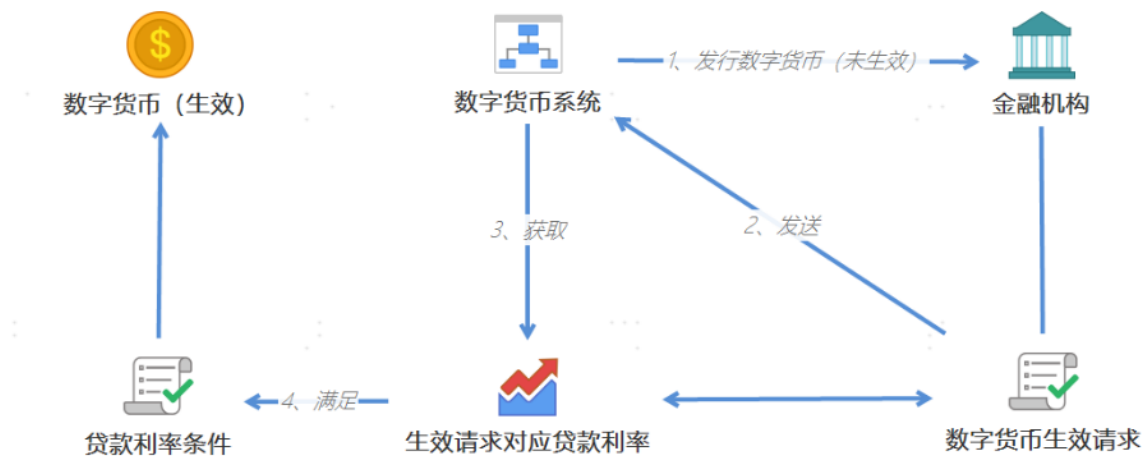 $
1、发行数字货币（未生效）
数字货币（生效）
数字货币系统
金融机构
2、发送
3、获取
4、满足
贷款利率条件
生效请求对应贷款利率
数字货币生效请求